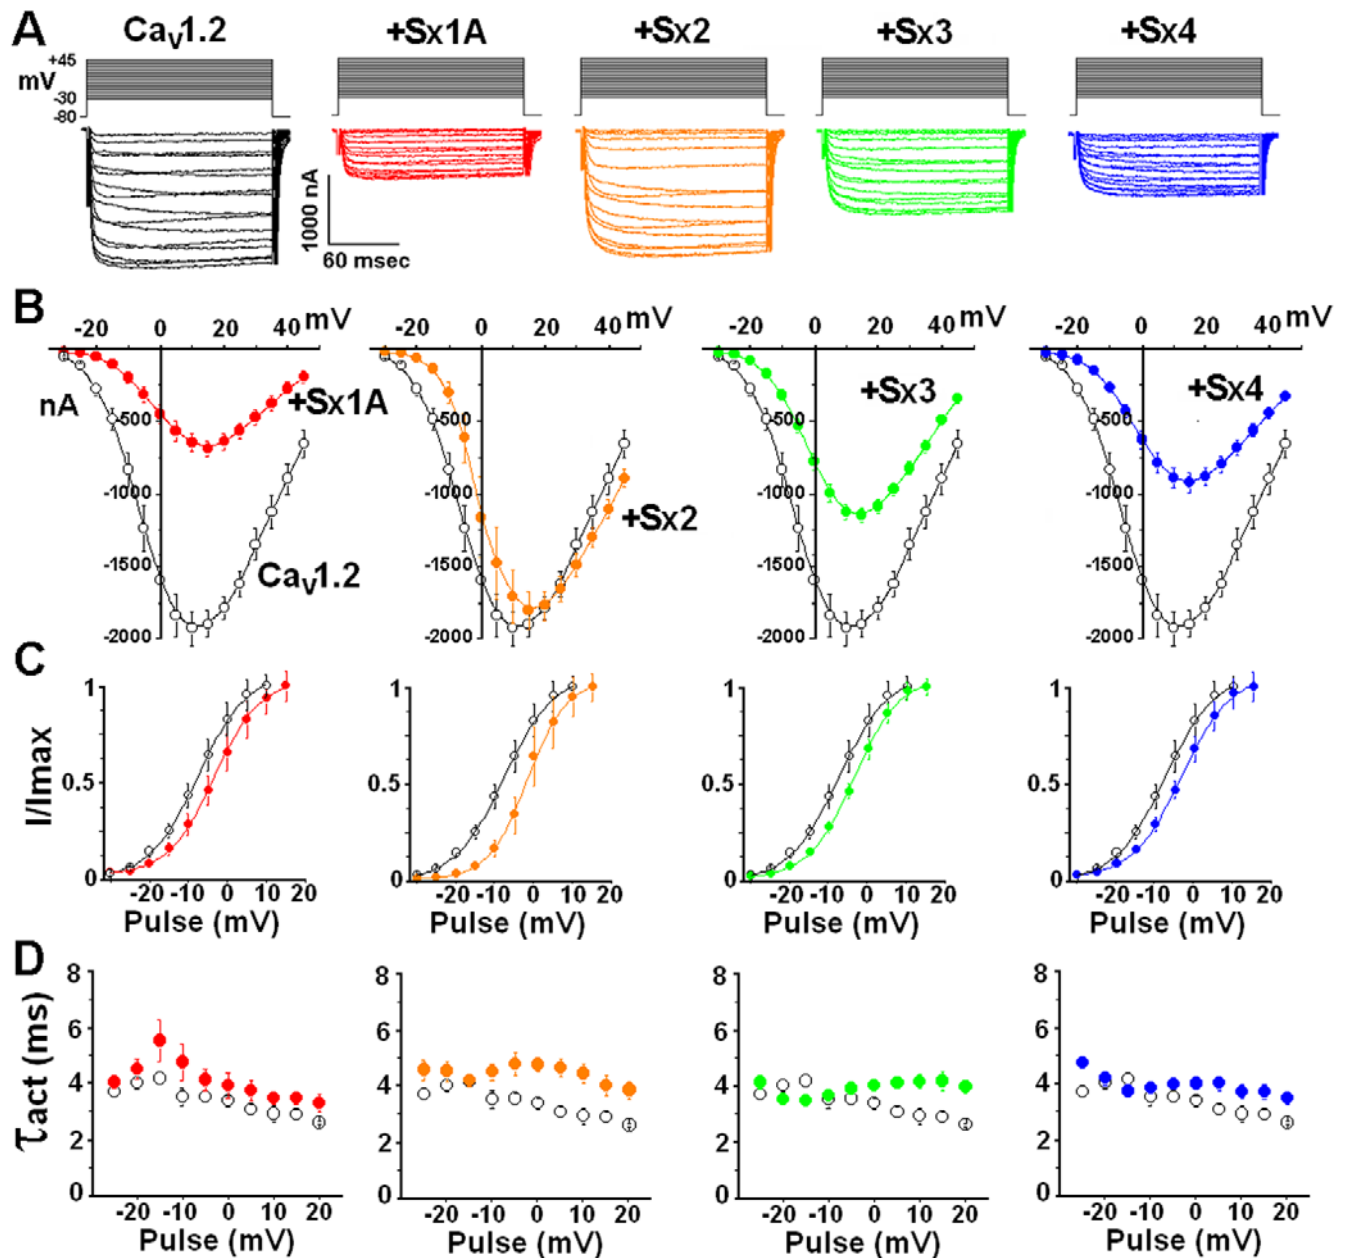 A Cav1.2 +Sx1A +Sx2 +Sx3 +Sx4
+45
mV
-30
-80
1000 nA
60 msec
B -20 0 20 40 mV -20 0 20 40 mV -20 0 20 40 mV -20 0 20 40 mV
nA +Sx1A +Sx3 +Sx4
-500 -500 -500 -500
-1000 -1000 -1000 -1000
+Sx2
-1500 -1500 -1500 -1500
Cav1.2
-2000 -2000 -2000 -2000
C
1 1 1 1
I/Imax
0.5 0.5 0.5 0.5
0 0 0 0
-20 -10 0 10 20 -20 -10 0 10 20 -20 -10 0 10 20 -20 -10 0 10 20
Pulse (mV) Pulse (mV) Pulse (mV) Pulse (mV)
D
8 8 8 8
τact (ms)
6 6 6 6
4 4 4 4
2 2 2 2
0 0 0 0
-20 -10 0 10 20 -20 -10 0 10 20 -20 -10 0 10 20 -20 -10 0 10 20
Pulse (mV) Pulse (mV) Pulse (mV) Pulse (mV)